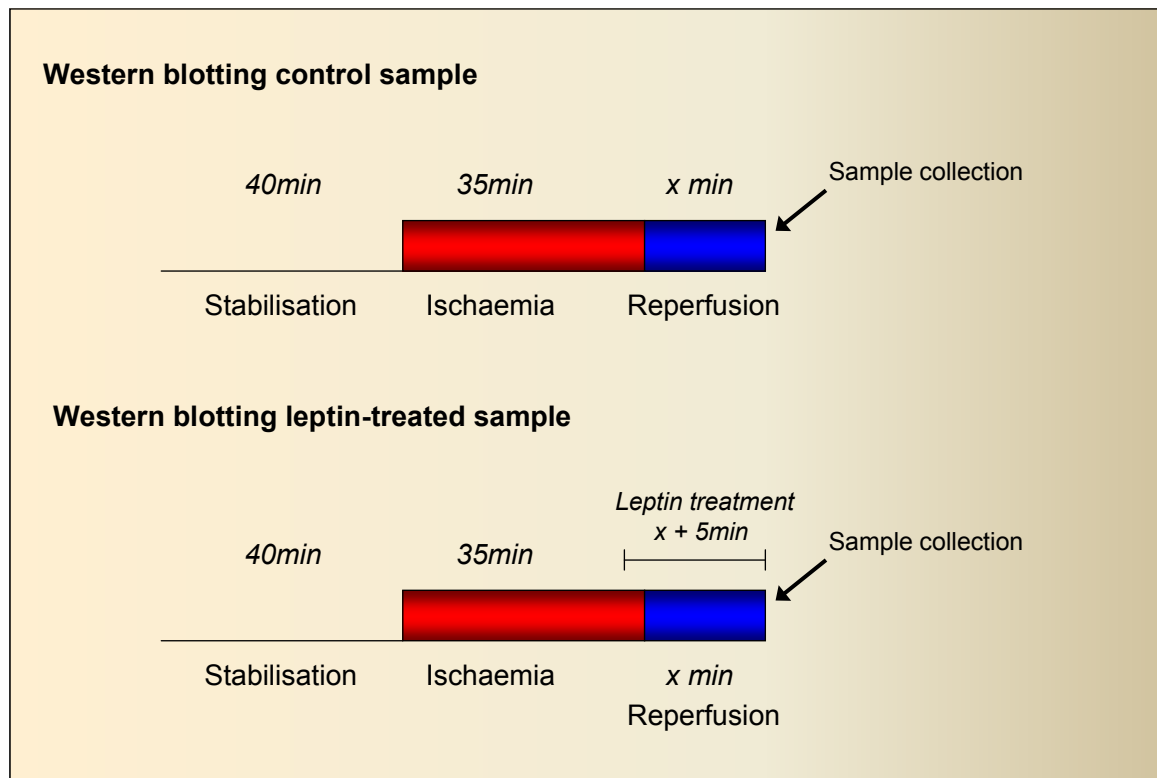 Western blotting control sample
40min 35min x min Sample collection
Stabilisation Ischaemia Reperfusion
Western blotting leptin-treated sample
Leptin treatment
x + 5min
40min 35min Sample collection
Stabilisation Ischaemia x min
Reperfusion